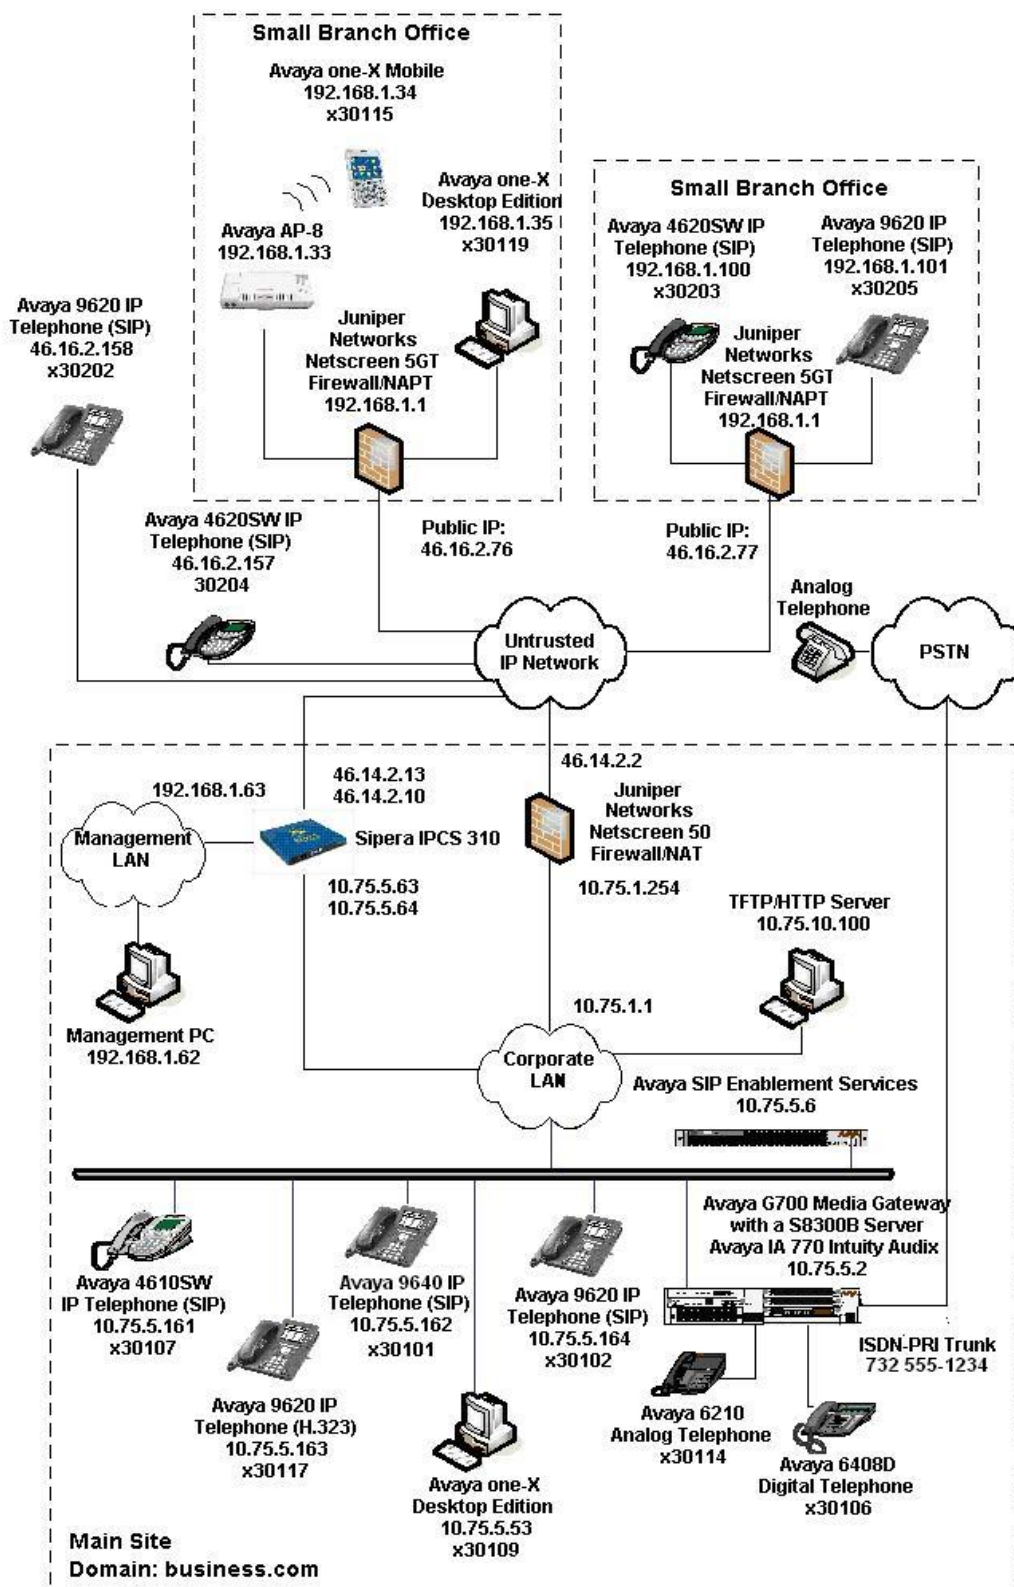 Small Branch Office
Avaya one-X Mobile
192.168.1.34
x30115
Avaya one-X
Desktop Edition
192.168.1.35
x30119
Avaya AP-8
192.168.1.33
Juniper
Networks
Netscreen 5GT
Firewall/NAPT
192.168.1.1
Small Branch Office
Avaya 4620SW IP
Telephone (SIP)
192.168.1.100
x30203
Avaya 9620 IP
Telephone (SIP)
192.168.1.101
x30205
Juniper
Networks
Netscreen 5GT
Firewall/NAPT
192.168.1.1
Avaya 9620 IP
Telephone (SIP)
46.16.2.158
x30202
Avaya 4620SW IP
Telephone (SIP)
46.16.2.157
30204
Public IP:
46.16.2.76
Public IP:
46.16.2.77
Analog
Telephone
Untrusted
IP Network
PSTN
46.14.2.13
46.14.2.10
46.14.2.2
192.168.1.63
Management
LAN
Sipera IPCS 310
Juniper
Networks
Netscreen 50
Firewall/NAT
10.75.5.63
10.75.5.64
10.75.1.254
TFTP/HTTP Server
10.75.10.100
Management PC
192.168.1.62
10.75.1.1
Corporate
LAN
Avaya SIP Enablement Services
10.75.5.6
Avaya G700 Media Gateway
with a S8300B Server
Avaya IA 770 Intuity Audix
10.75.5.2
Avaya 4610SW
IP Telephone (SIP)
10.75.5.161
x30107
Avaya 9640 IP
Telephone (SIP)
10.75.5.162
x30101
Avaya 9620 IP
Telephone (SIP)
10.75.5.164
x30102
ISDN-PRI Trunk
732 555-1234
Avaya 9620 IP
Telephone (H.323)
10.75.5.163
x30117
Avaya one-X
Desktop Edition
10.75.5.53
x30109
Avaya 6210
Analog Telephone
x30114
Avaya 6408D
Digital Telephone
x30106
Main Site
Domain: business.com